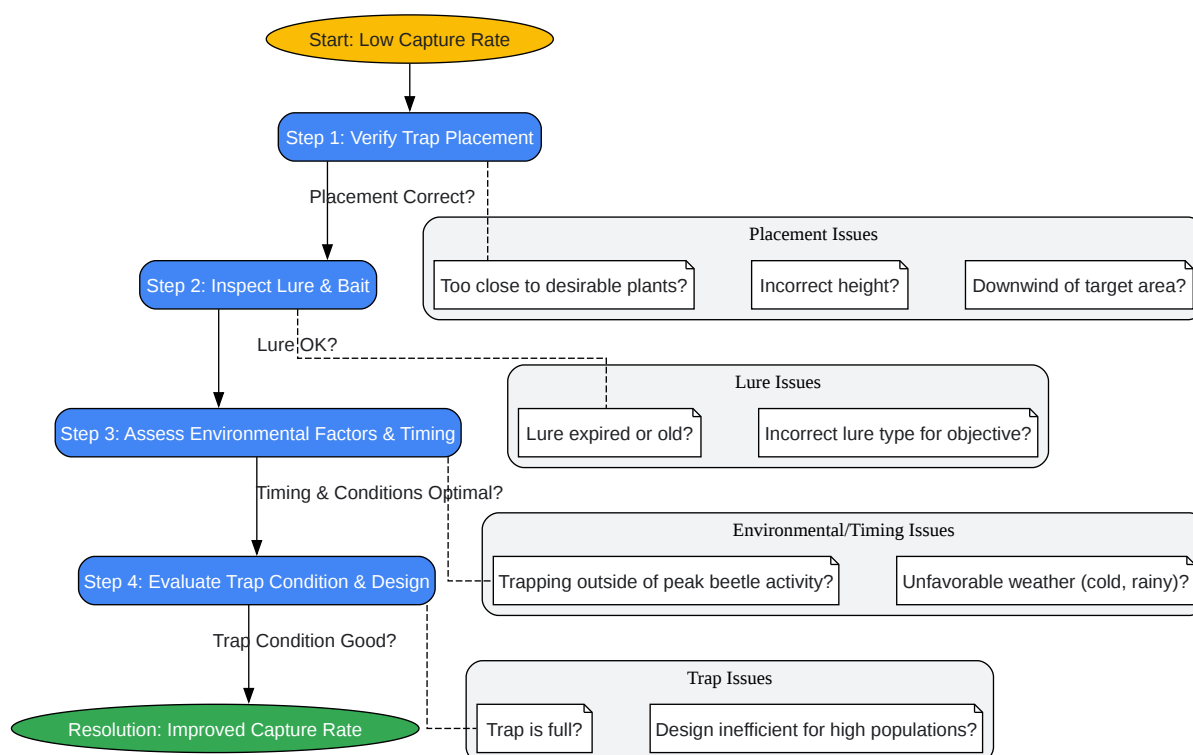 Start: Low Capture Rate
Step 1: Verify Trap Placement
Placement Correct?
Placement Issues
Step 2: Inspect Lure & Bait
Too close to desirable plants?
Incorrect height?
Downwind of target area?
Lure OK?
Lure Issues
Step 3: Assess Environmental Factors & Timing
Lure expired or old?
Incorrect lure type for objective?
Timing & Conditions Optimal?
Environmental/Timing Issues
Step 4: Evaluate Trap Condition & Design
Trapping outside of peak beetle activity?
Unfavorable weather (cold, rainy)?
Trap Condition Good?
Trap Issues
Resolution: Improved Capture Rate
Trap is full?
Design inefficient for high populations?